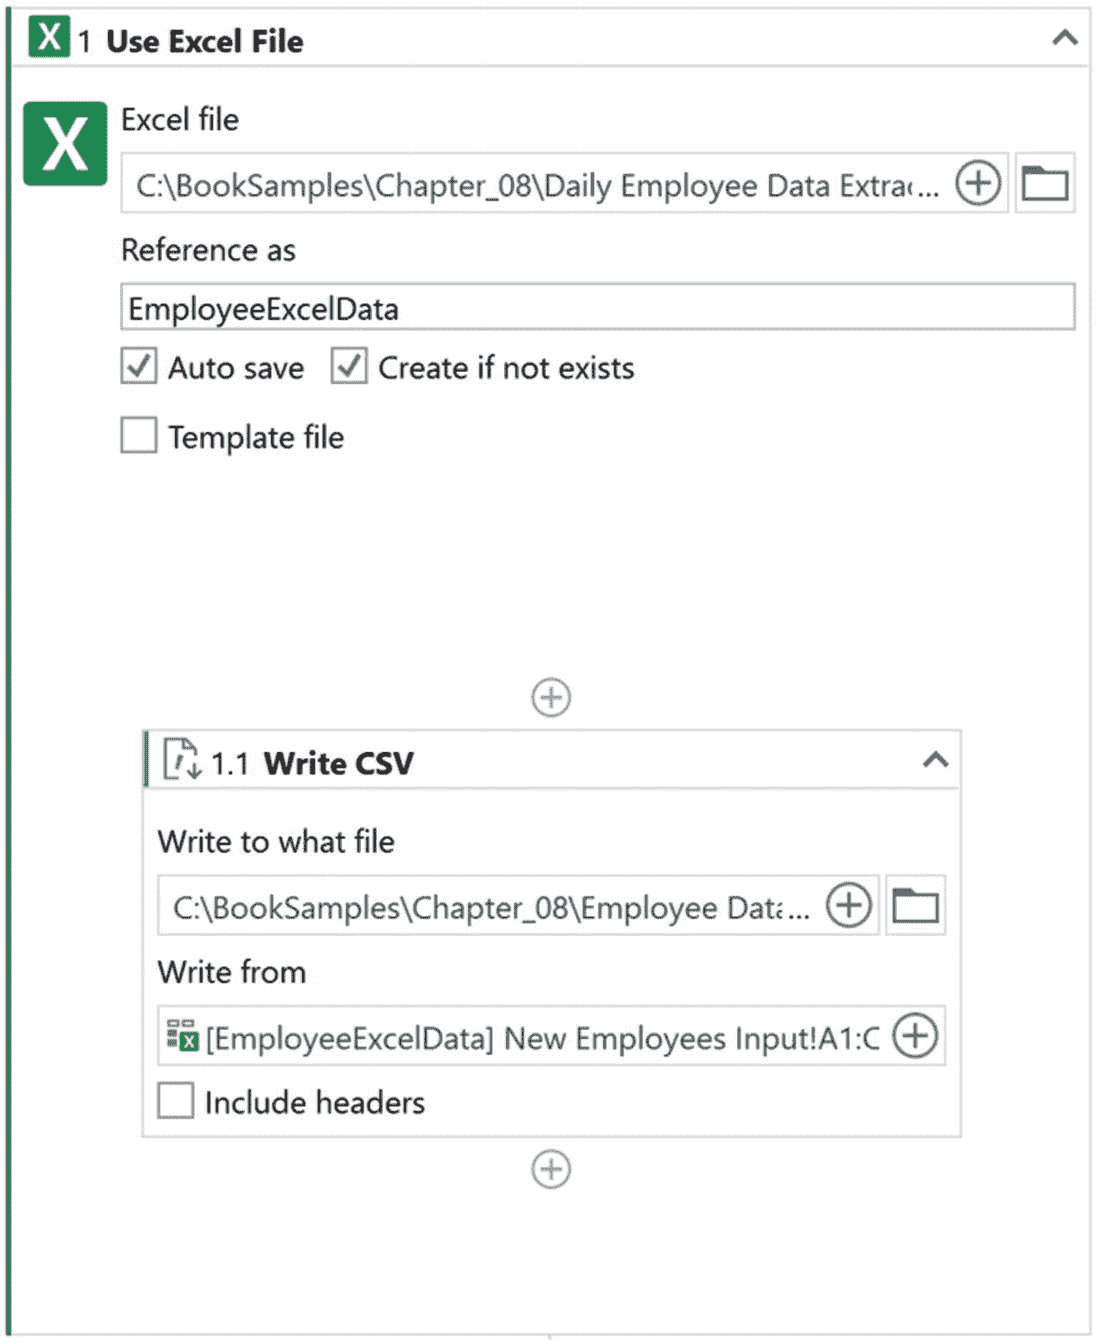 1 Use Excel File
Excel file
C:\BookSamples\Chapter_08\Daily Employee Data Extrac...
Reference as
EmployeeExcelData
Auto save Create if not exists
Template file
1.1 Write CSV
Write to what file
C:\BookSamples\Chapter_08\Employee Data...
Write from
[EmployeeExcelData] New Employees Input!A1:C
Include headers